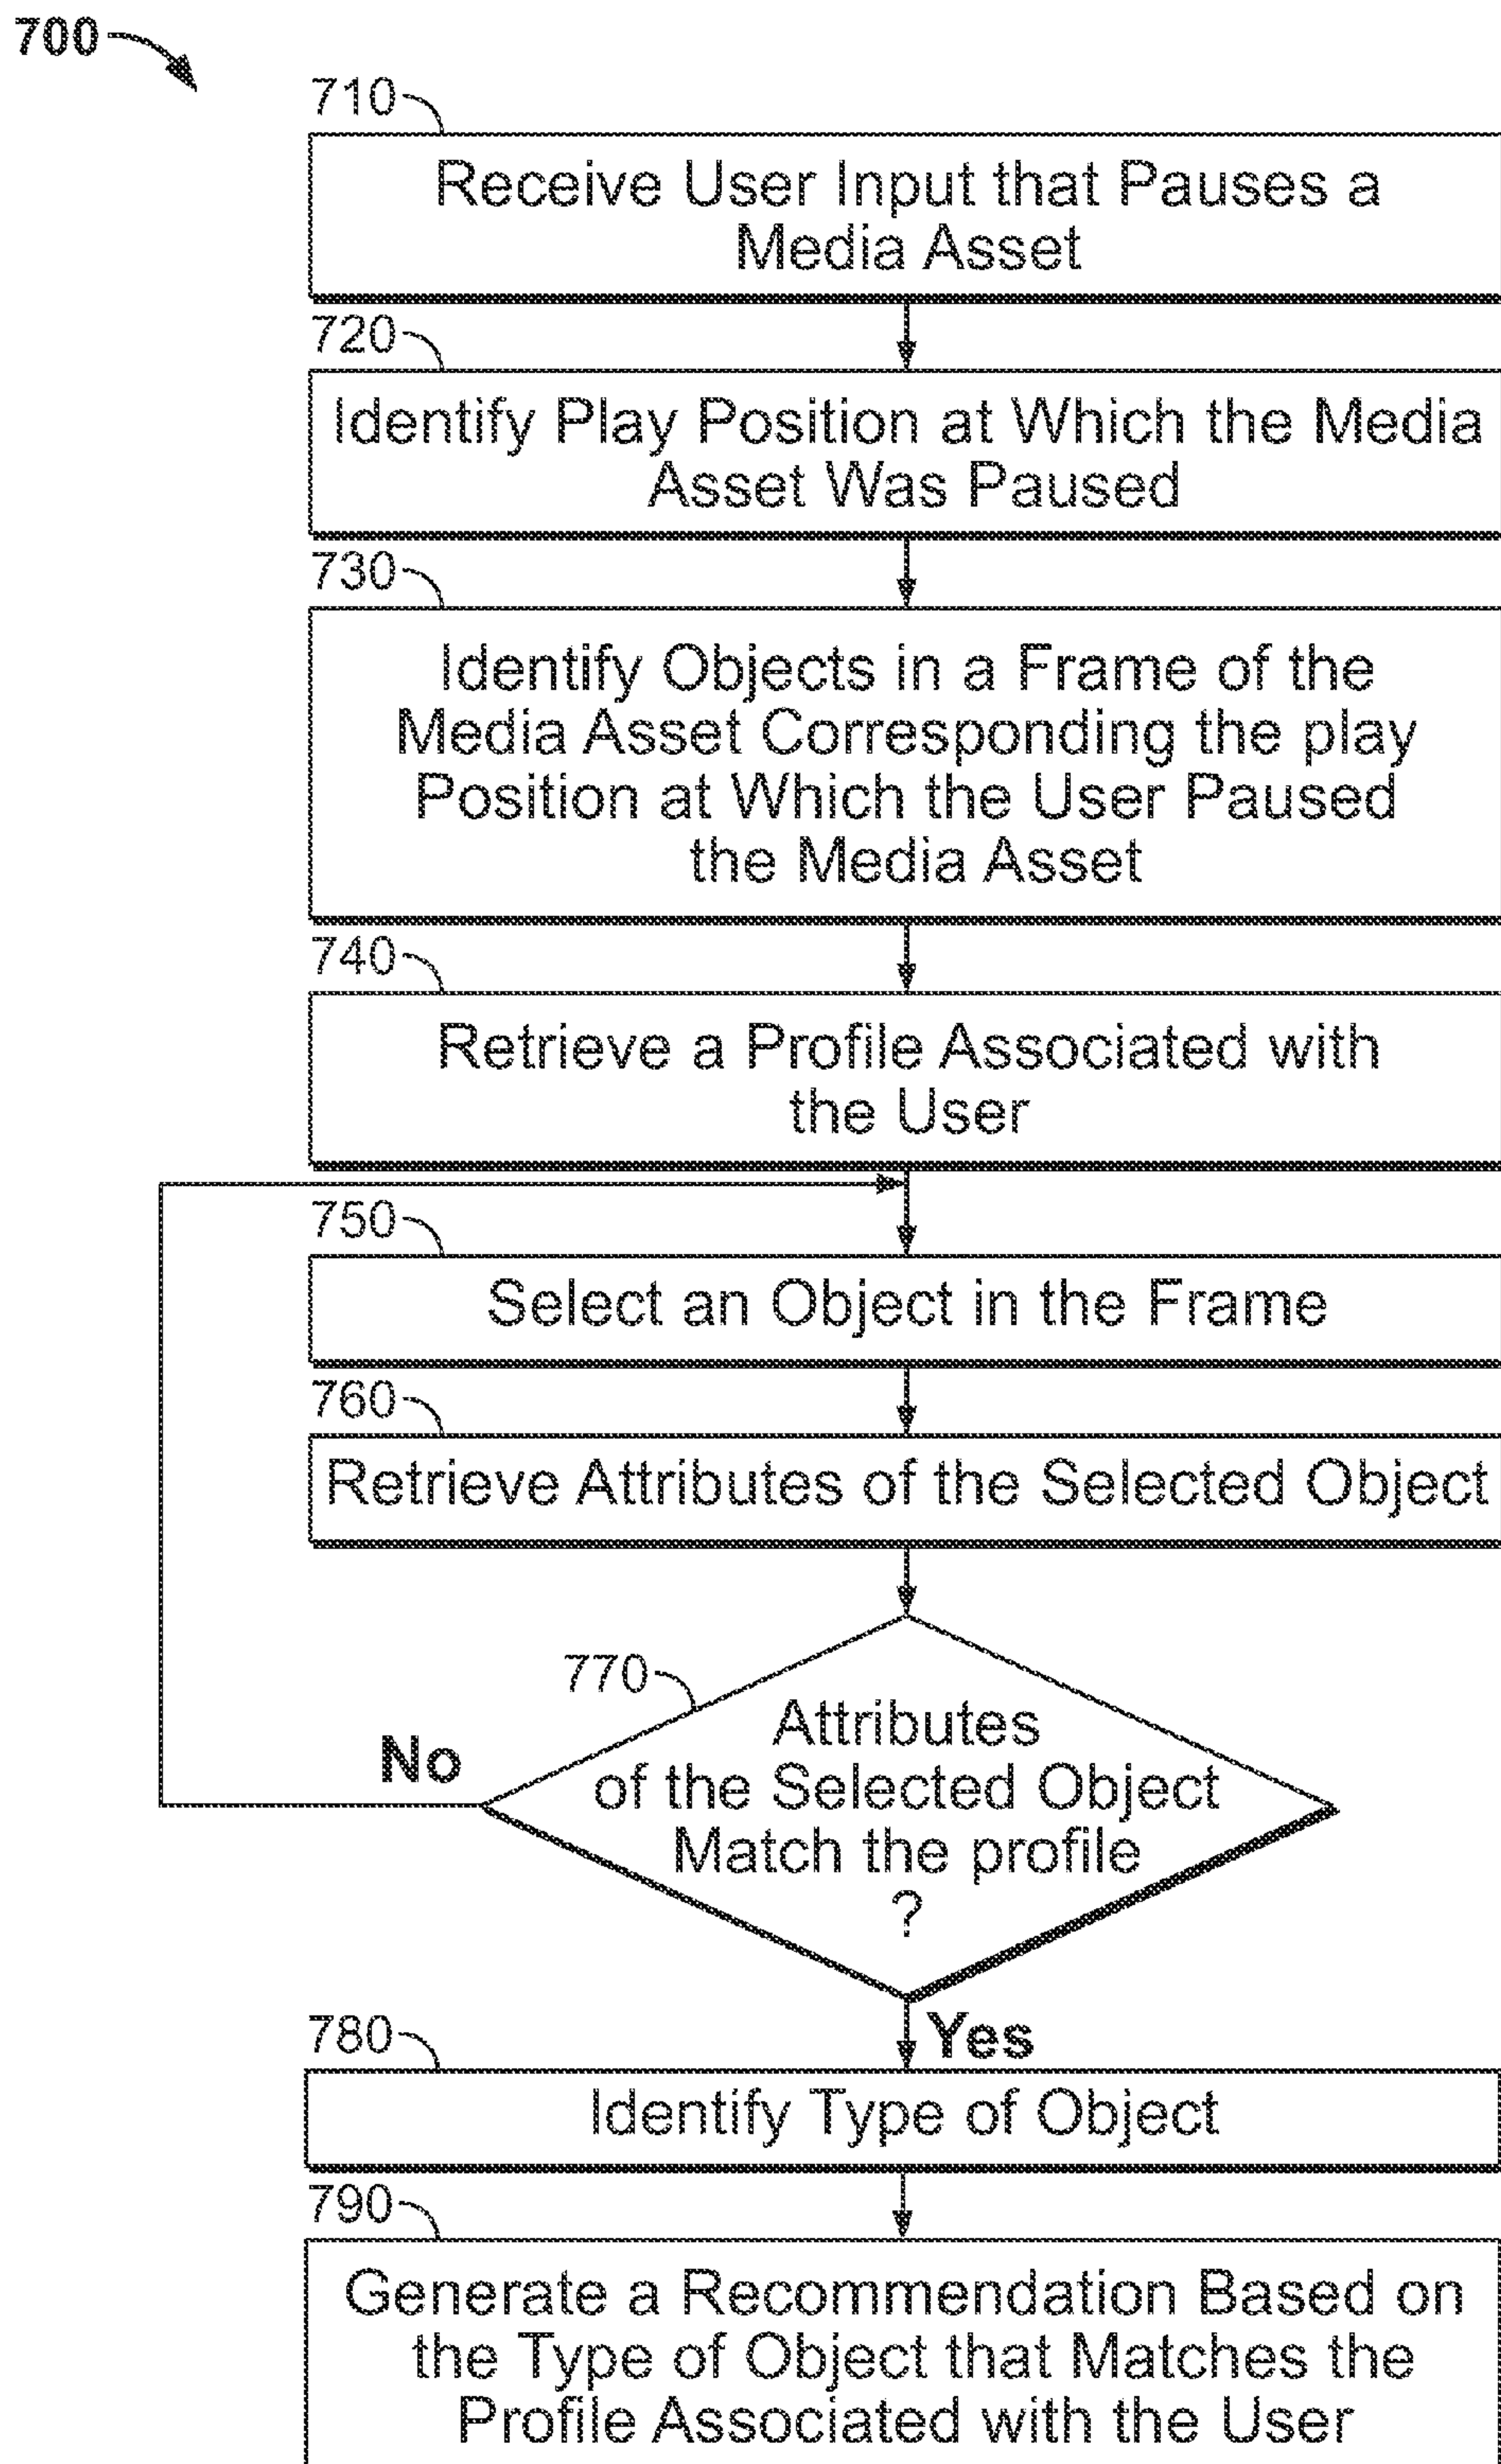 700
710
Receive User Input that Pauses a
Media Asset
720
Identify Play Position at Which the Media
Asset Was Paused
730
Identify Objects in a Frame of the
Media Asset Corresponding the play
Position at Which the User Paused
the Media Asset
740
Retrieve a Profile Associated with
the User
750
Select an Object in the Frame
760
Retrieve Attributes of the Selected Object
770
Attributes
of the Selected Object
Match the profile
?
No
Yes
780
Identify Type of Object
790
Generate a Recommendation Based on
the Type of Object that Matches the
Profile Associated with the User